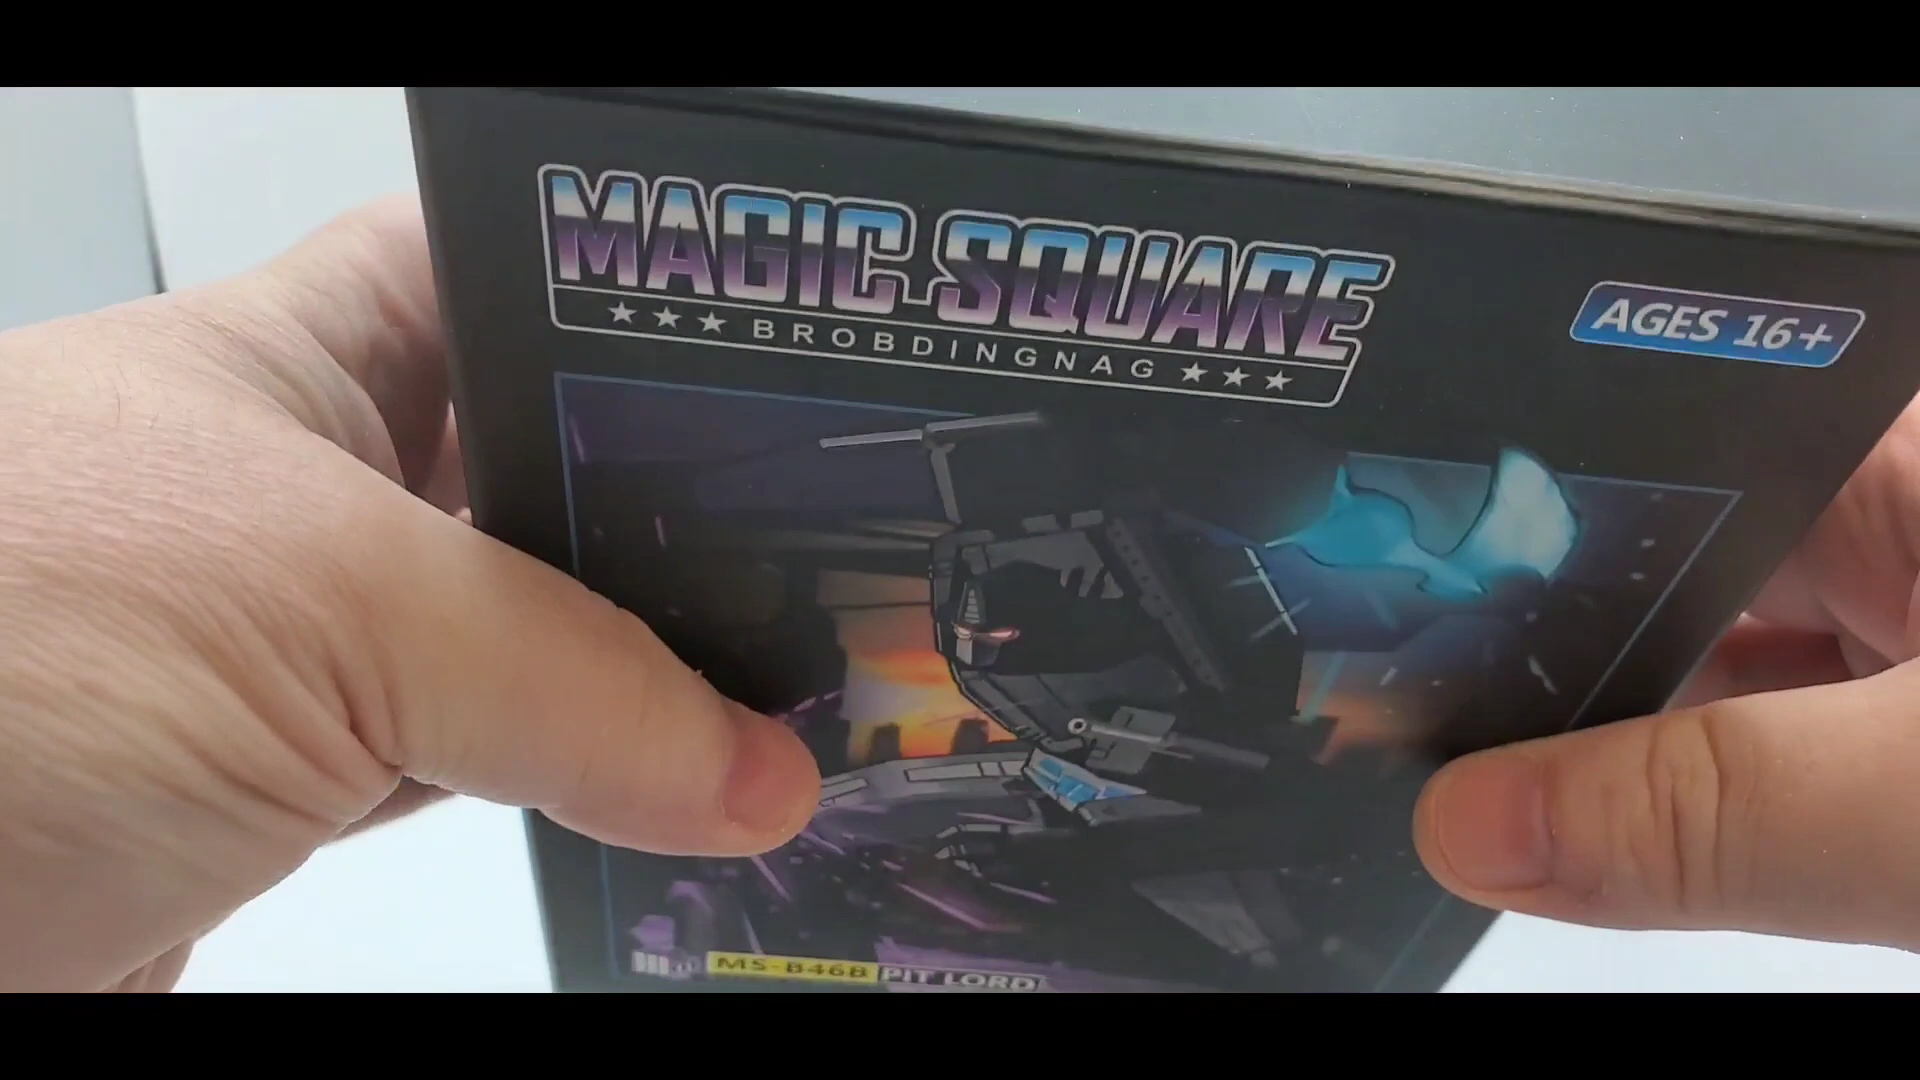 MAGIC SQUARE
★★★ BROBDINGNAG ★★★
AGES 16+
MS-B46B PIT LORD